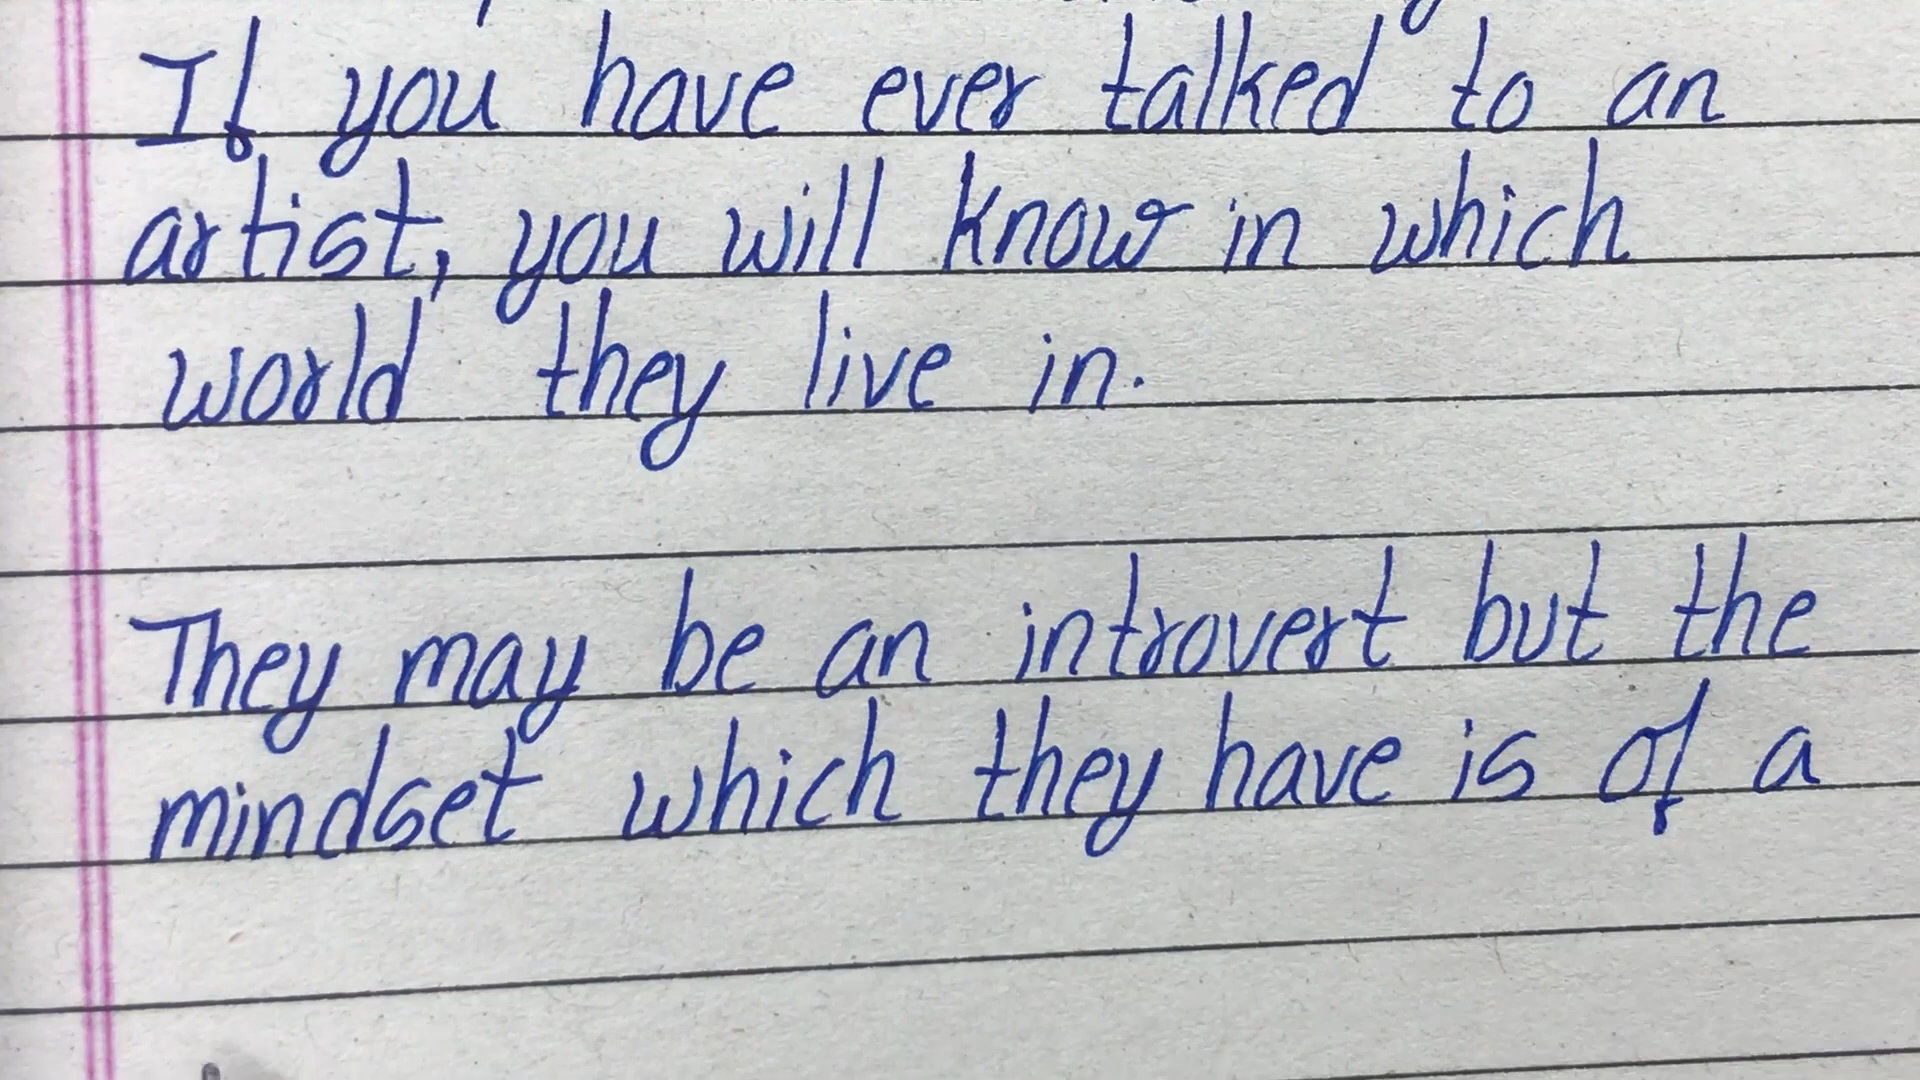 If you have ever talked to an
artist, you will know in which
world they live in.
They may be an introvert but the
mindset which they have is of a